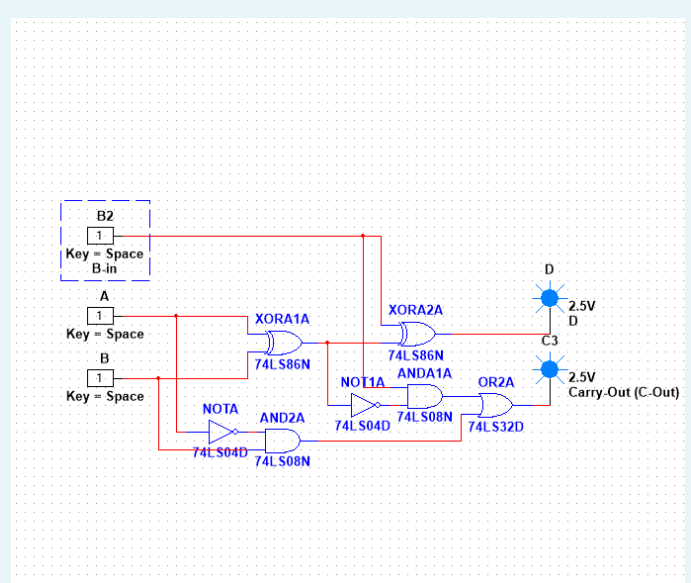 B2
1
Key = Space
B-in
A
1
Key = Space
B
1
Key = Space
XORA1A
74LS86N
NOTA
74LS04D
AND2A
74LS08N
XORA2A
74LS86N
NOT1A
74LS04D
ANDA1A
74LS08N
OR2A
74LS32D
D
2.5V
D
C3
2.5V
Carry-Out (C-Out)